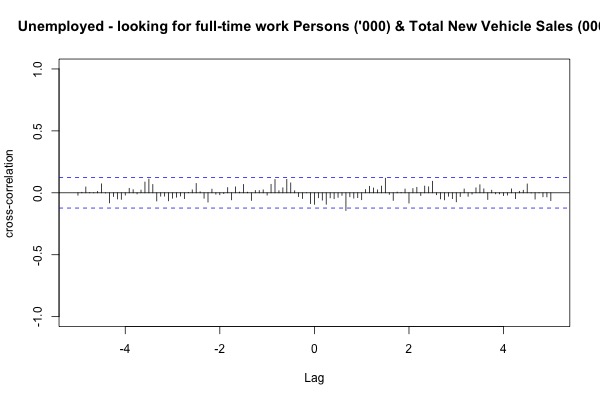 Unemployed - looking for full-time work Persons ('000) & Total New Vehicle Sales (000
1.0
0.5
0.0
-0.5
-1.0
cross-correlation
-4 -2 0 2 4
Lag